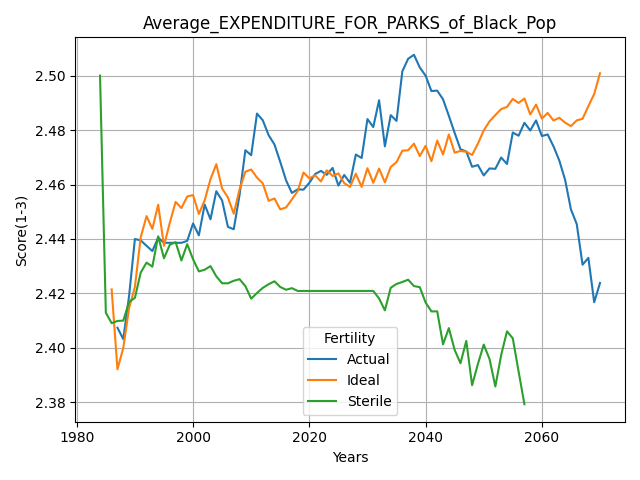 Average_EXPENDITURE_FOR_PARKS_of_Black_Pop
Score(1-3)
2.50
2.48
2.46
2.44
2.42
2.40
2.38
Fertility
Actual
Ideal
Sterile
1980
2000
2020
2040
2060
Years